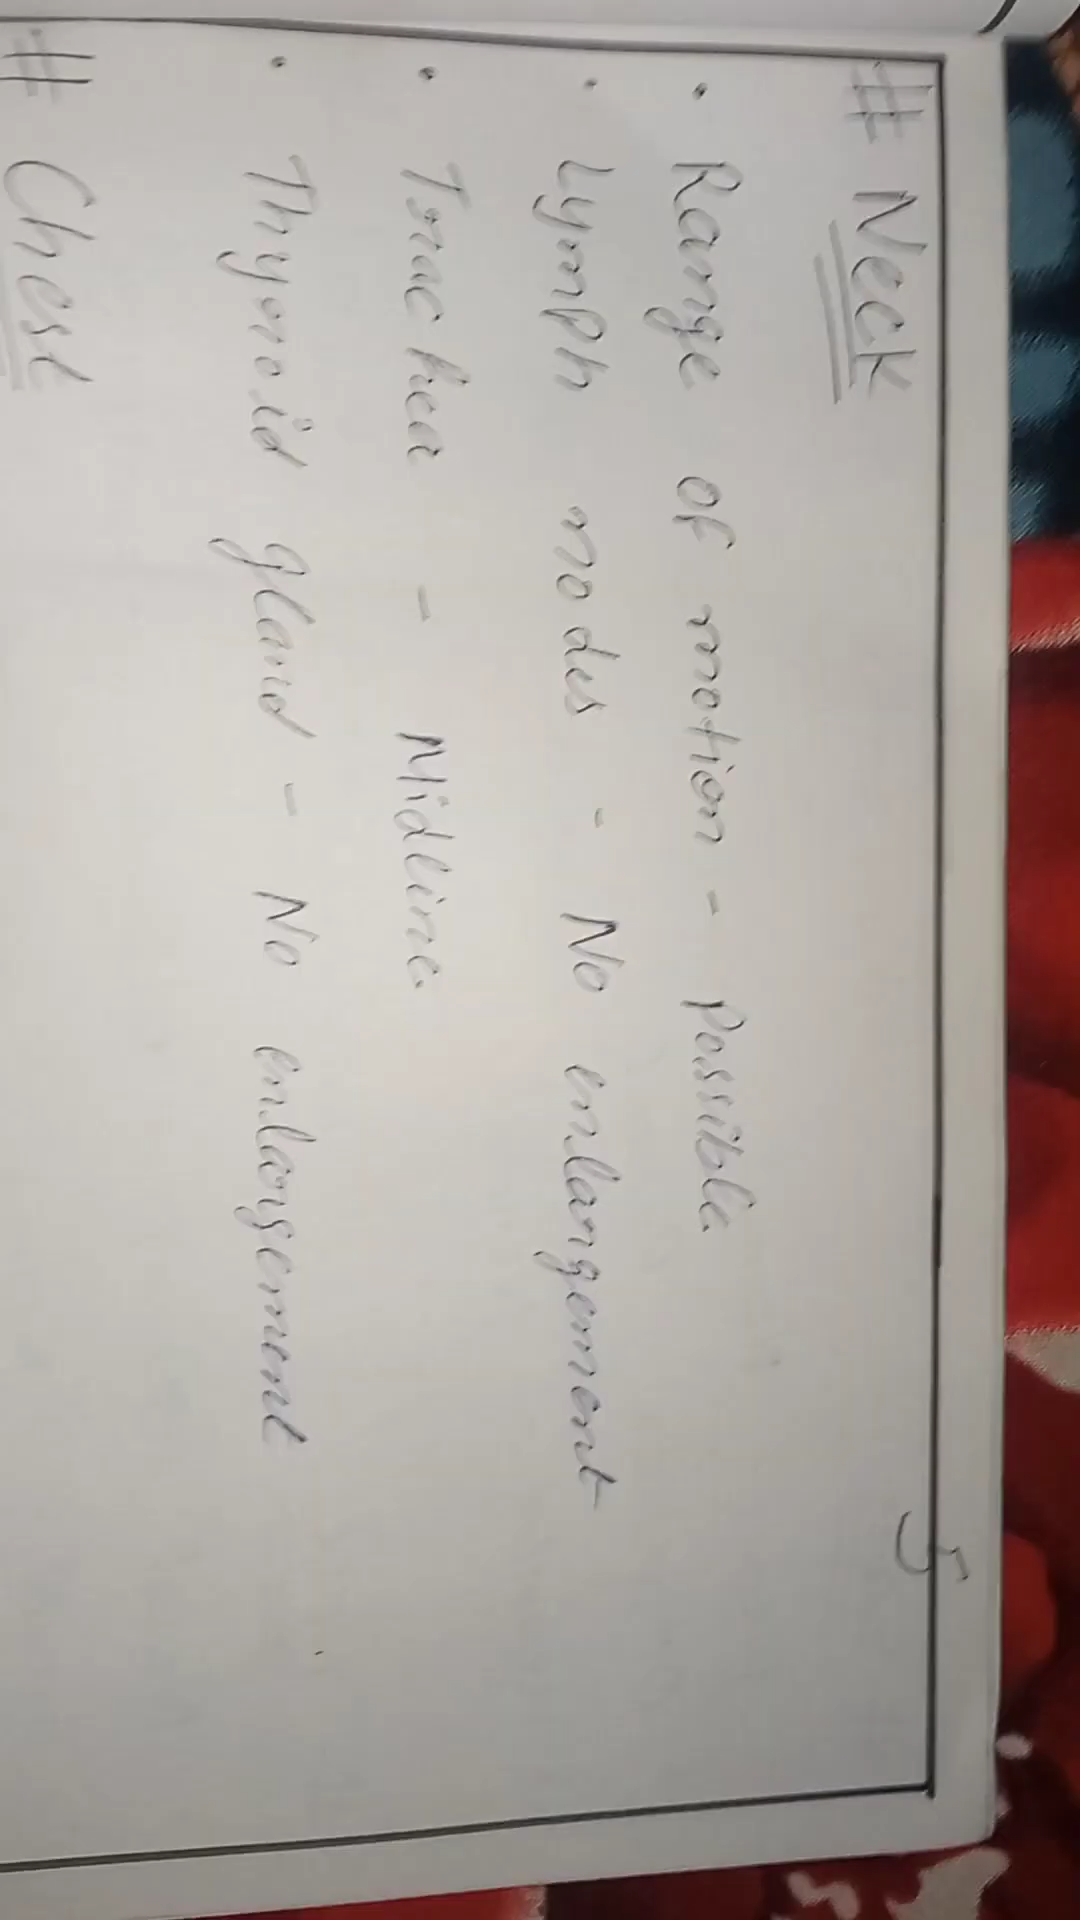 5
# Neck
• Range of motion - Possible.
• Lymph nodes - No enlargement
• Trachea - Midline.
• Thyroid gland - No enlargement
# Chest